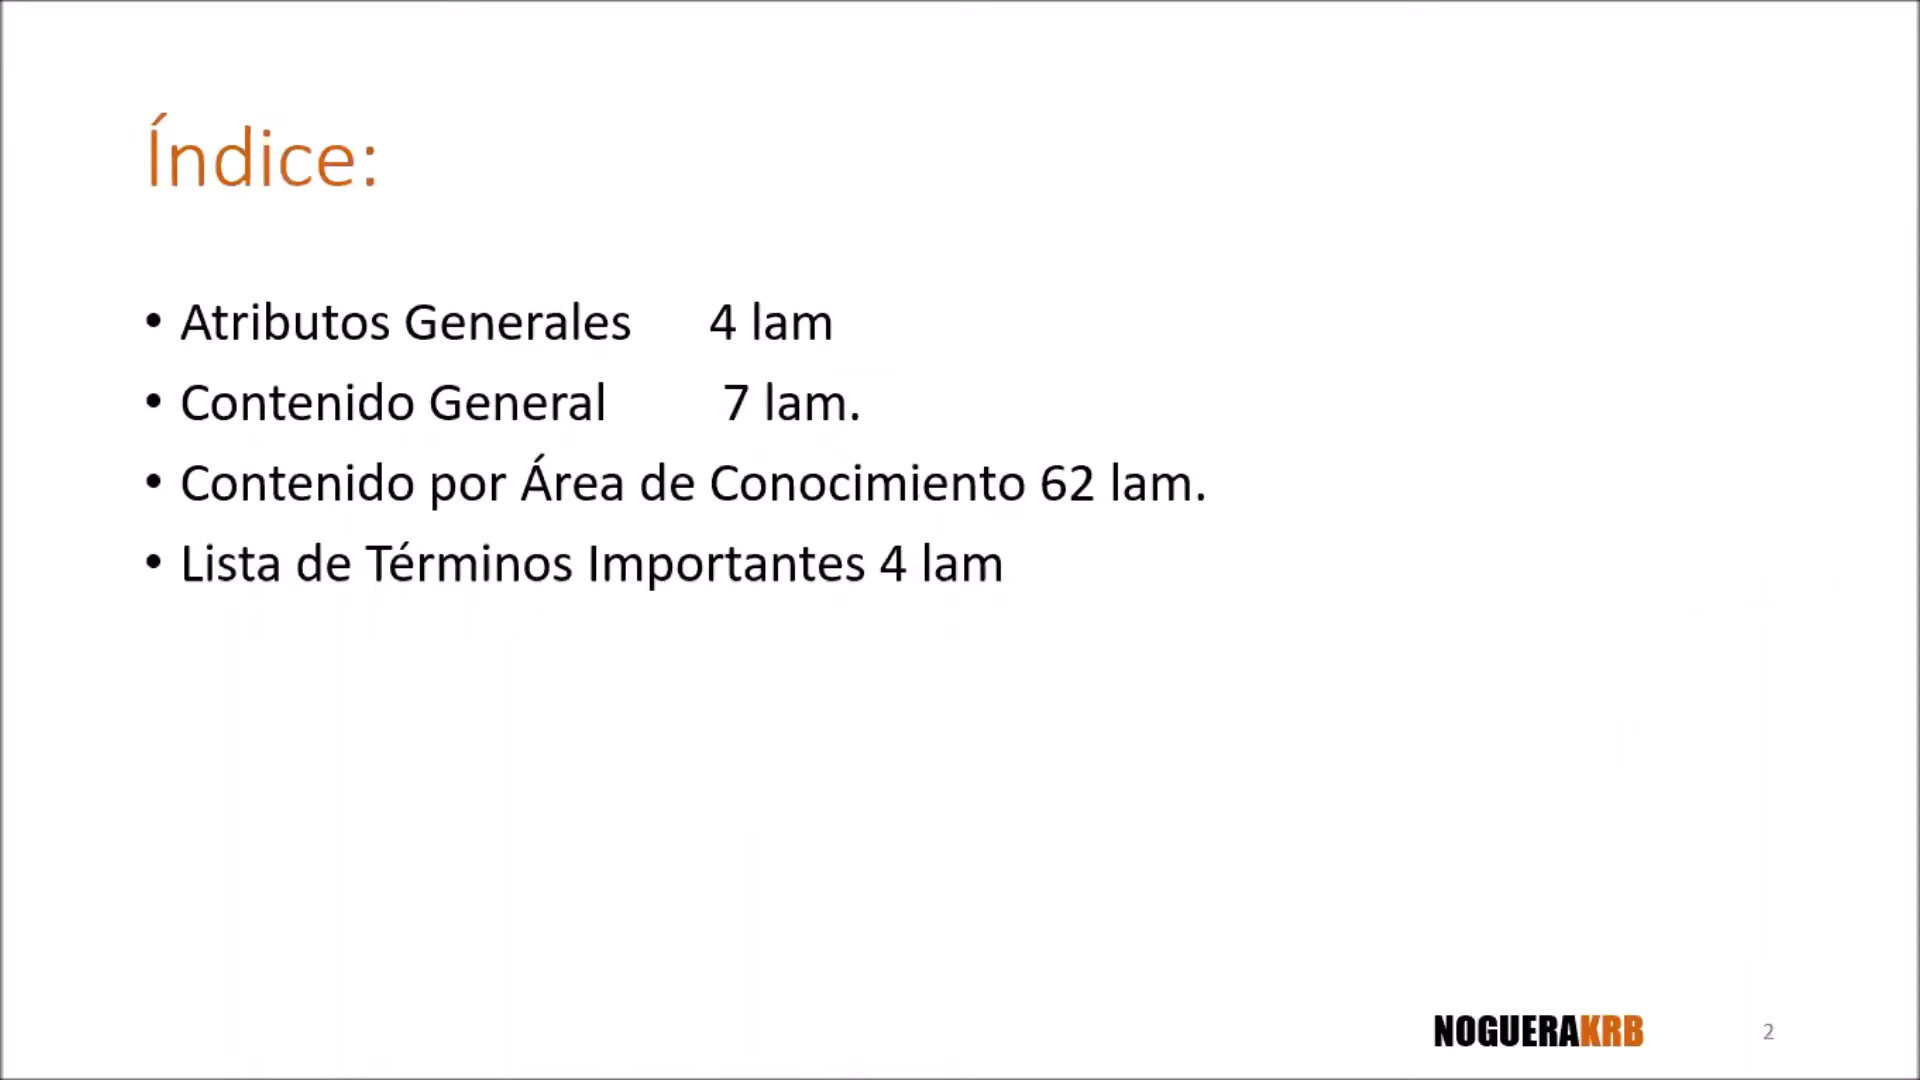 Índice:
• Atributos Generales 4 lam
• Contenido General 7 lam.
• Contenido por Área de Conocimiento 62 lam.
• Lista de Términos Importantes 4 lam
NOGUERAKRB
2